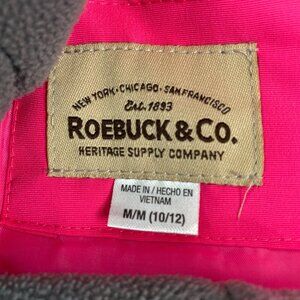 NEW YORK · CHICAGO · SAN FRANCISCO
Est. 1893
ROEBUCK & CO.
HERITAGE SUPPLY COMPANY
MADE IN / HECHO EN
VIETNAM
M/M (10/12)